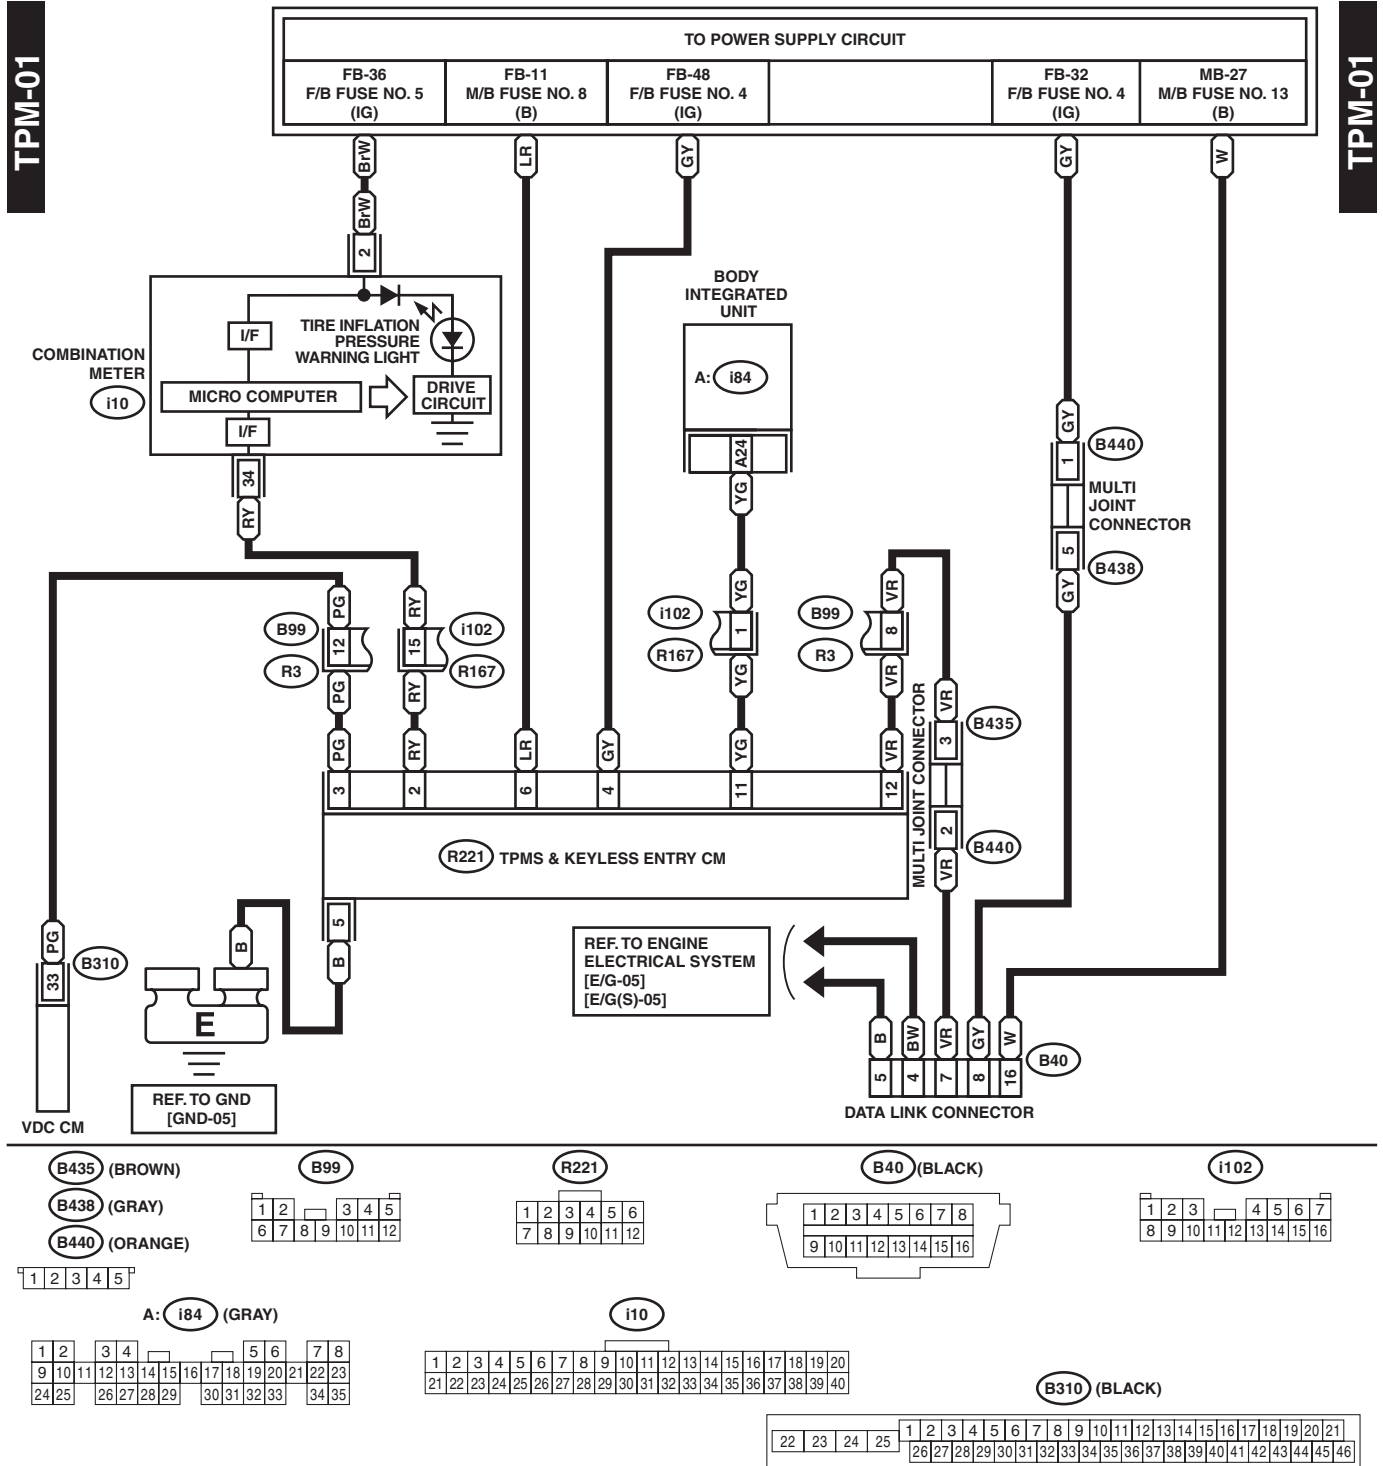 TPM-01
TPM-01
TO POWER SUPPLY CIRCUIT
FB-36
F/B FUSE NO. 5
(IG)
FB-11
M/B FUSE NO. 8
(B)
FB-48
F/B FUSE NO. 4
(IG)
FB-32
F/B FUSE NO. 4
(IG)
MB-27
M/B FUSE NO. 13
(B)
BrW
LR
GY
GY
W
BrW
2
BODY
INTEGRATED
UNIT
A: i84
A24
YG
I/F
TIRE INFLATION
PRESSURE
WARNING LIGHT
COMBINATION
METER
i10
MICRO COMPUTER
DRIVE
CIRCUIT
I/F
34
RY
GY
1
B440
MULTI
JOINT
CONNECTOR
5
B438
GY
PG
B99
12
R3
PG
PG
RY
15
i102
R167
RY
RY
LR
GY
YG
i102
1
R167
YG
YG
VR
B99
8
R3
VR
VR
MULTI JOINT CONNECTOR
VR
3
B435
2
B440
VR
3
2
6
4
11
12
R221 TPMS & KEYLESS ENTRY CM
5
B
B
PG
33
B310
E
VDC CM
REF. TO GND
[GND-05]
REF. TO ENGINE
ELECTRICAL SYSTEM
[E/G-05]
[E/G(S)-05]
B
BW
VR
GY
W
5
4
7
8
16
B40
DATA LINK CONNECTOR
B435 (BROWN)
B438 (GRAY)
B440 (ORANGE)
1 2 3 4 5
B99
1 2 3 4 5
6 7 8 9 10 11 12
R221
1 2 3 4 5 6
7 8 9 10 11 12
B40 (BLACK)
1 2 3 4 5 6 7 8
9 10 11 12 13 14 15 16
i102
1 2 3 4 5 6 7
8 9 10 11 12 13 14 15 16
A: i84 (GRAY)
1 2 3 4 5 6 7 8
9 10 11 12 13 14 15 16 17 18 19 20 21 22 23
24 25 26 27 28 29 30 31 32 33 34 35
i10
1 2 3 4 5 6 7 8 9 10 11 12 13 14 15 16 17 18 19 20
21 22 23 24 25 26 27 28 29 30 31 32 33 34 35 36 37 38 39 40
B310 (BLACK)
22 23 24 25
1 2 3 4 5 6 7 8 9 10 11 12 13 14 15 16 17 18 19 20 21
26 27 28 29 30 31 32 33 34 35 36 37 38 39 40 41 42 43 44 45 46